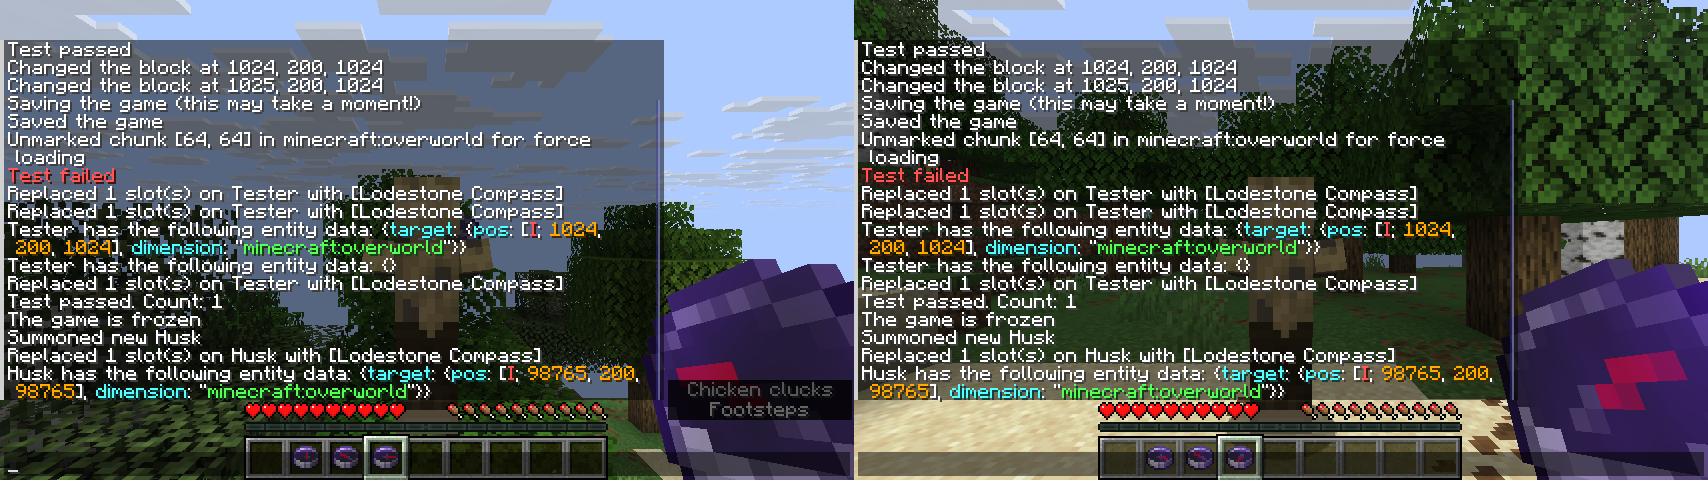 Test passed
Changed the block at 1024, 200, 1024
Changed the block at 1025, 200, 1024
Saving the game (this may take a moment!)
Saved the game
Unmarked chunk [64, 64] in minecraft:overworld for force
loading
Test failed
Replaced 1 slot(s) on Tester with [Lodestone Compass]
Replaced 1 slot(s) on Tester with [Lodestone Compass]
Tester has the following entity data: {target: {pos: [I; 1024,
200, 1024], dimension: "minecraft:overworld"}}
Tester has the following entity data: {}
Replaced 1 slot(s) on Tester with [Lodestone Compass]
Test passed. Count: 1
The game is frozen
Summoned new Husk
Replaced 1 slot(s) on Husk with [Lodestone Compass]
Husk has the following entity data: {target: {pos: [I; 98765, 200,
98765], dimension: "minecraft:overworld"}}
Chicken clucks
Footsteps
_
Test passed
Changed the block at 1024, 200, 1024
Changed the block at 1025, 200, 1024
Saving the game (this may take a moment!)
Saved the game
Unmarked chunk [64, 64] in minecraft:overworld for force
loading
Test failed
Replaced 1 slot(s) on Tester with [Lodestone Compass]
Replaced 1 slot(s) on Tester with [Lodestone Compass]
Tester has the following entity data: {target: {pos: [I; 1024,
200, 1024], dimension: "minecraft:overworld"}}
Tester has the following entity data: {}
Replaced 1 slot(s) on Tester with [Lodestone Compass]
Test passed. Count: 1
The game is frozen
Summoned new Husk
Replaced 1 slot(s) on Husk with [Lodestone Compass]
Husk has the following entity data: {target: {pos: [I; 98765, 200,
98765], dimension: "minecraft:overworld"}}